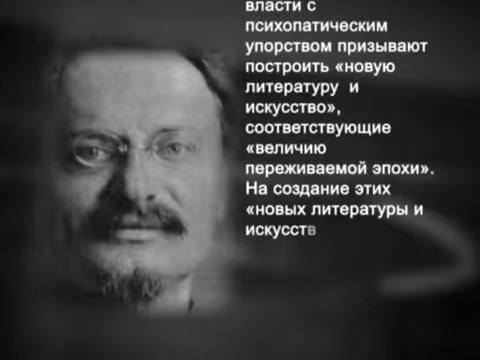 власти с
психопатическим
упорством призывают
построить «новую
литературу и
искусство»,
соответствующие
«величию
переживаемой эпохи».
На создание этих
«новых литературы и
искусств